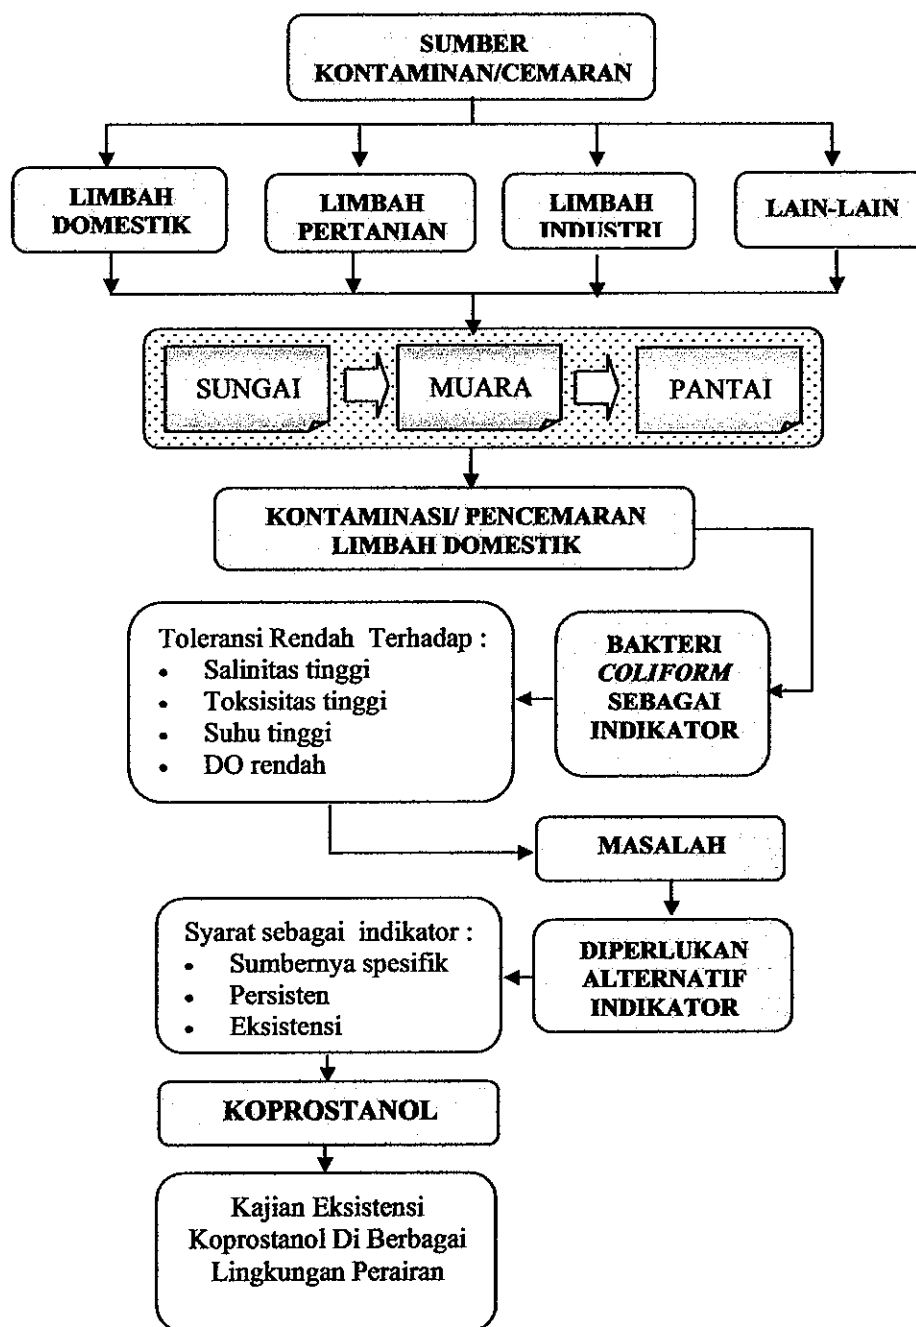 SUMBER
KONTAMINAN/CEMARAN
LIMBAH
DOMESTIK
LIMBAH
PERTANIAN
LIMBAH
INDUSTRI
LAIN-LAIN
SUNGAI
MUARA
PANTAI
KONTAMINASI/ PENCEMARAN
LIMBAH DOMESTIK
Toleransi Rendah Terhadap :
• Salinitas tinggi
• Toksisitas tinggi
• Suhu tinggi
• DO rendah
BAKTERI
COLIFORM
SEBAGAI
INDIKATOR
MASALAH
Syarat sebagai indikator :
• Sumbernya spesifik
• Persisten
• Eksistensi
DIPERLUKAN
ALTERNATIF
INDIKATOR
KOPROSTANOL
Kajian Eksistensi
Koprostanol Di Berbagai
Lingkungan Perairan